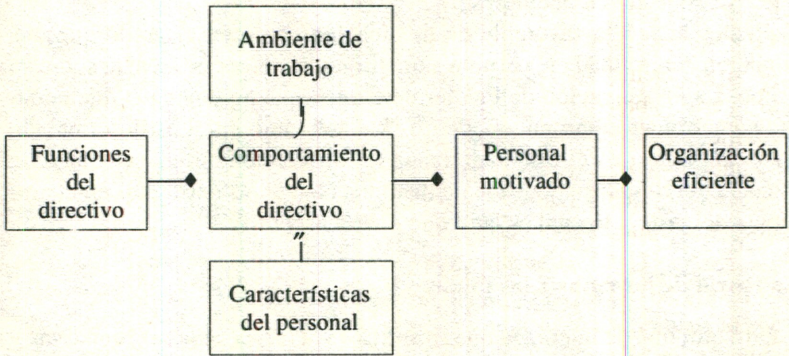 Ambiente de
trabajo
Funciones
del
directivo
Comportamiento
del
directivo
Personal
motivado
Organización
eficiente
Características
del personal